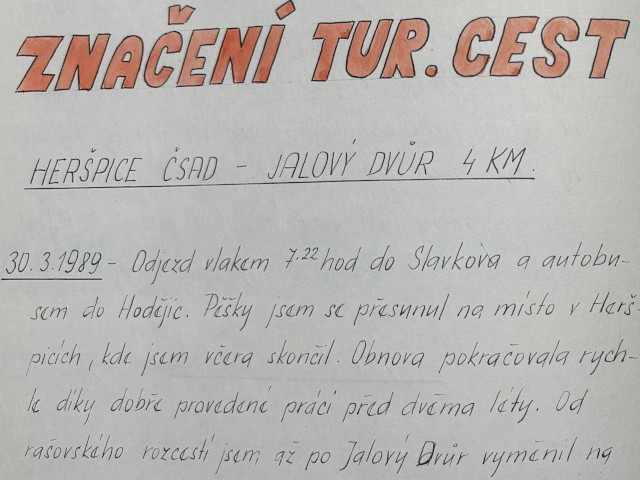 ZNAČENÍ TUR. CEST
HERŠPICE ČSAD - JALOVÝ DVŮR 4 KM.
30.3.1989 - Odjezd vlakem 7.22 hod do Slavkova a autobu-
sem do Hodějic. Pěšky jsem se přesunul na místo v Herš-
picích, kde jsem včera skončil. Obnova pokračovala rych-
le díky dobře provedené práci před dvěma léty. Od
rašovského rozcestí jsem až po Jalový Dvůr vyměnil na